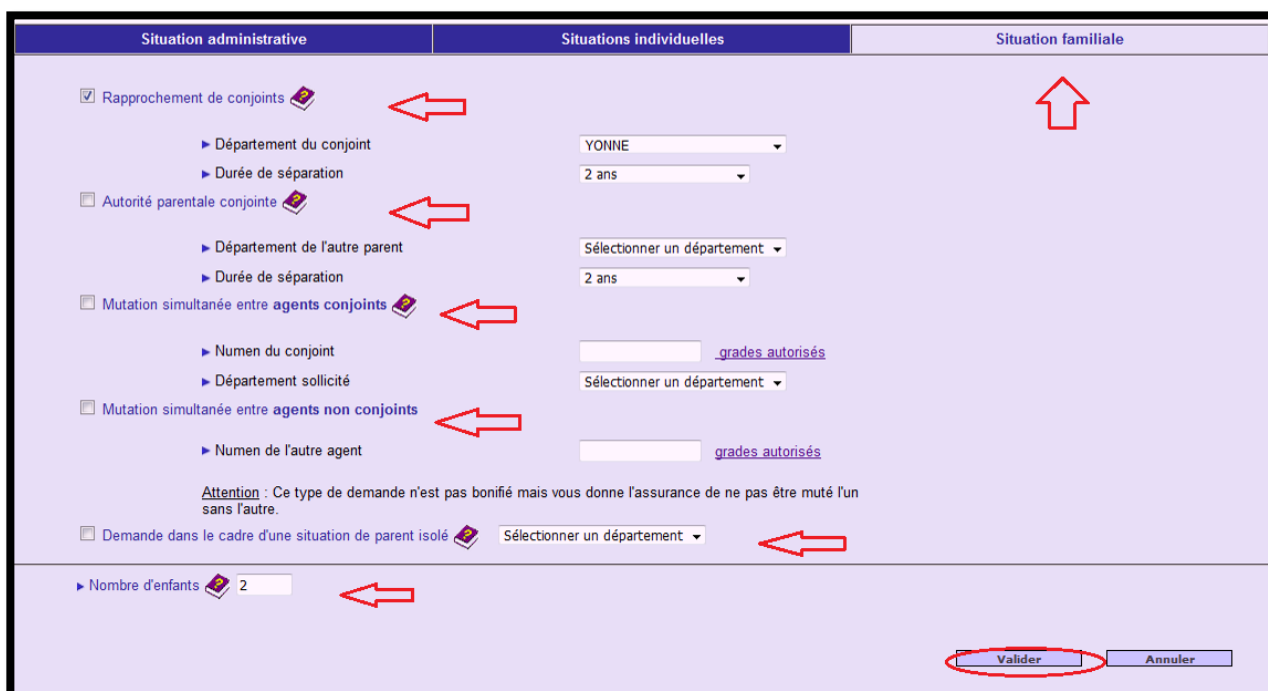 Situation administrative Situations individuelles Situation familiale
Rapprochement de conjoints ?
Département du conjoint YONNE
Durée de séparation 2 ans
Autorité parentale conjointe ?
Département de l'autre parent Sélectionner un département
Durée de séparation 2 ans
Mutation simultanée entre agents conjoints ?
Numen du conjoint grades autorisés
Département sollicité Sélectionner un département
Mutation simultanée entre agents non conjoints
Numen de l'autre agent grades autorisés
Attention : Ce type de demande n'est pas bonifié mais vous donne l'assurance de ne pas être muté l'un
sans l'autre.
Demande dans le cadre d'une situation de parent isolé ? Sélectionner un département
Nombre d'enfants ? 2
Valider Annuler